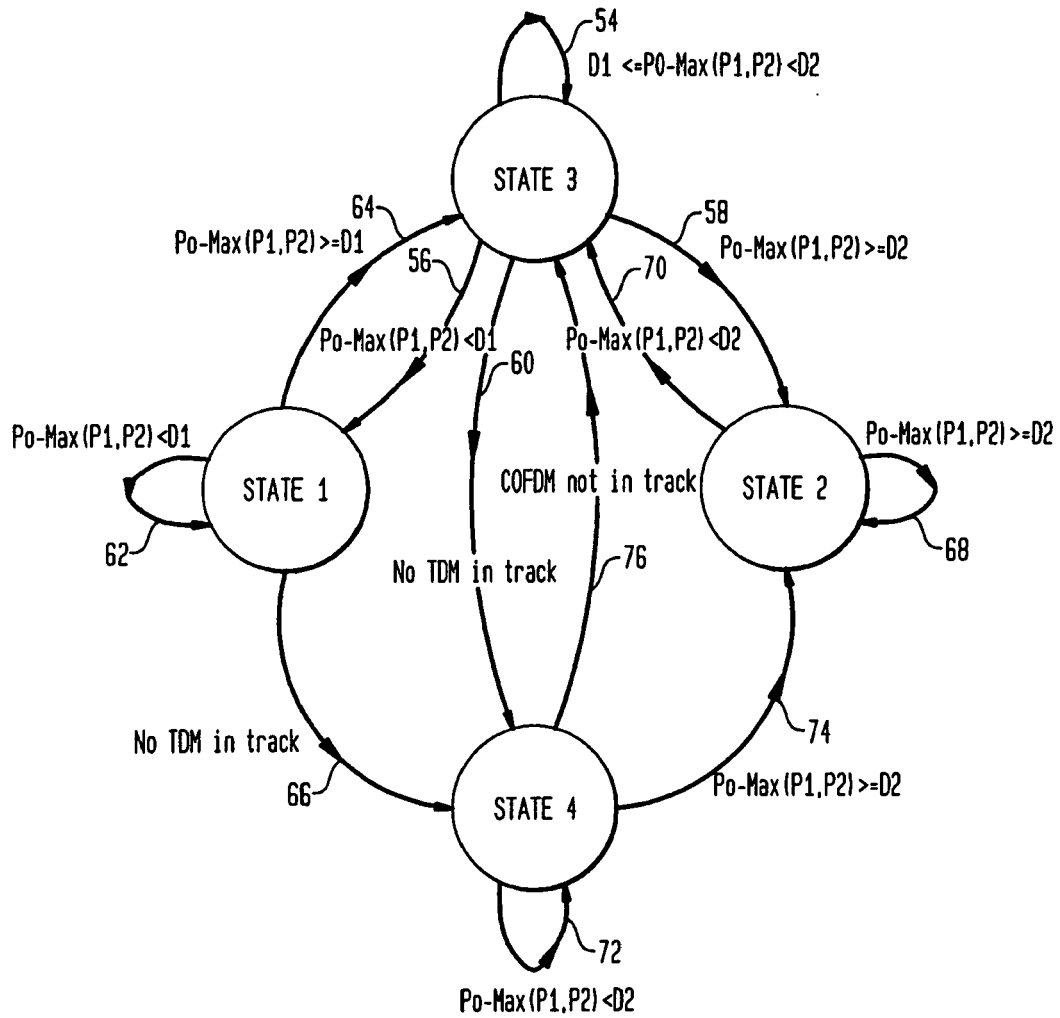 54
D1 <=P0-Max(P1,P2)<D2
STATE 3
64
58
Po-Max(P1,P2)>=D1
Po-Max(P1,P2)>=D2
56
70
Po-Max(P1,P2)<D1
Po-Max(P1,P2)<D2
60
Po-Max(P1,P2)<D1
Po-Max(P1,P2)>=D2
STATE 1
COFDM not in track
STATE 2
62
68
No TDM in track
76
No TDM in track
74
66
Po-Max(P1,P2)>=D2
STATE 4
72
Po-Max(P1,P2)<D2